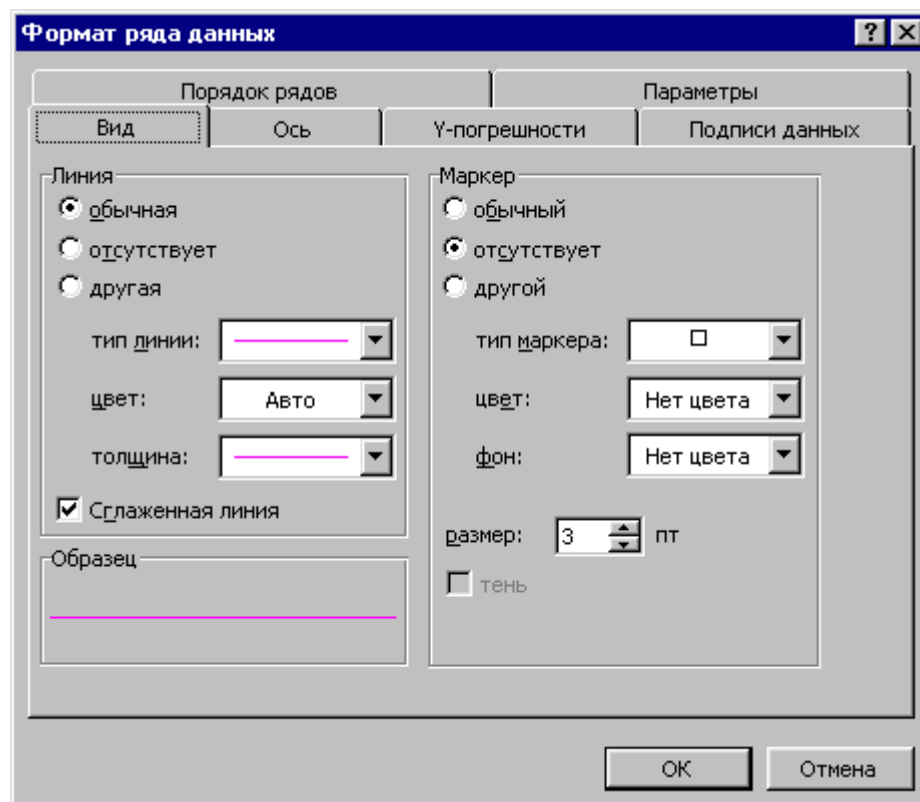 Формат ряда данных
Порядок рядов
Параметры
Вид
Ось
Y-погрешности
Подписи данных
Линия
обычная
отсутствует
другая
тип линии:
цвет:
Авто
толщина:
Сглаженная линия
Образец
Маркер
обычный
отсутствует
другой
тип маркера:
цвет:
Нет цвета
фон:
Нет цвета
размер:
3
пт
тень
OK
Отмена